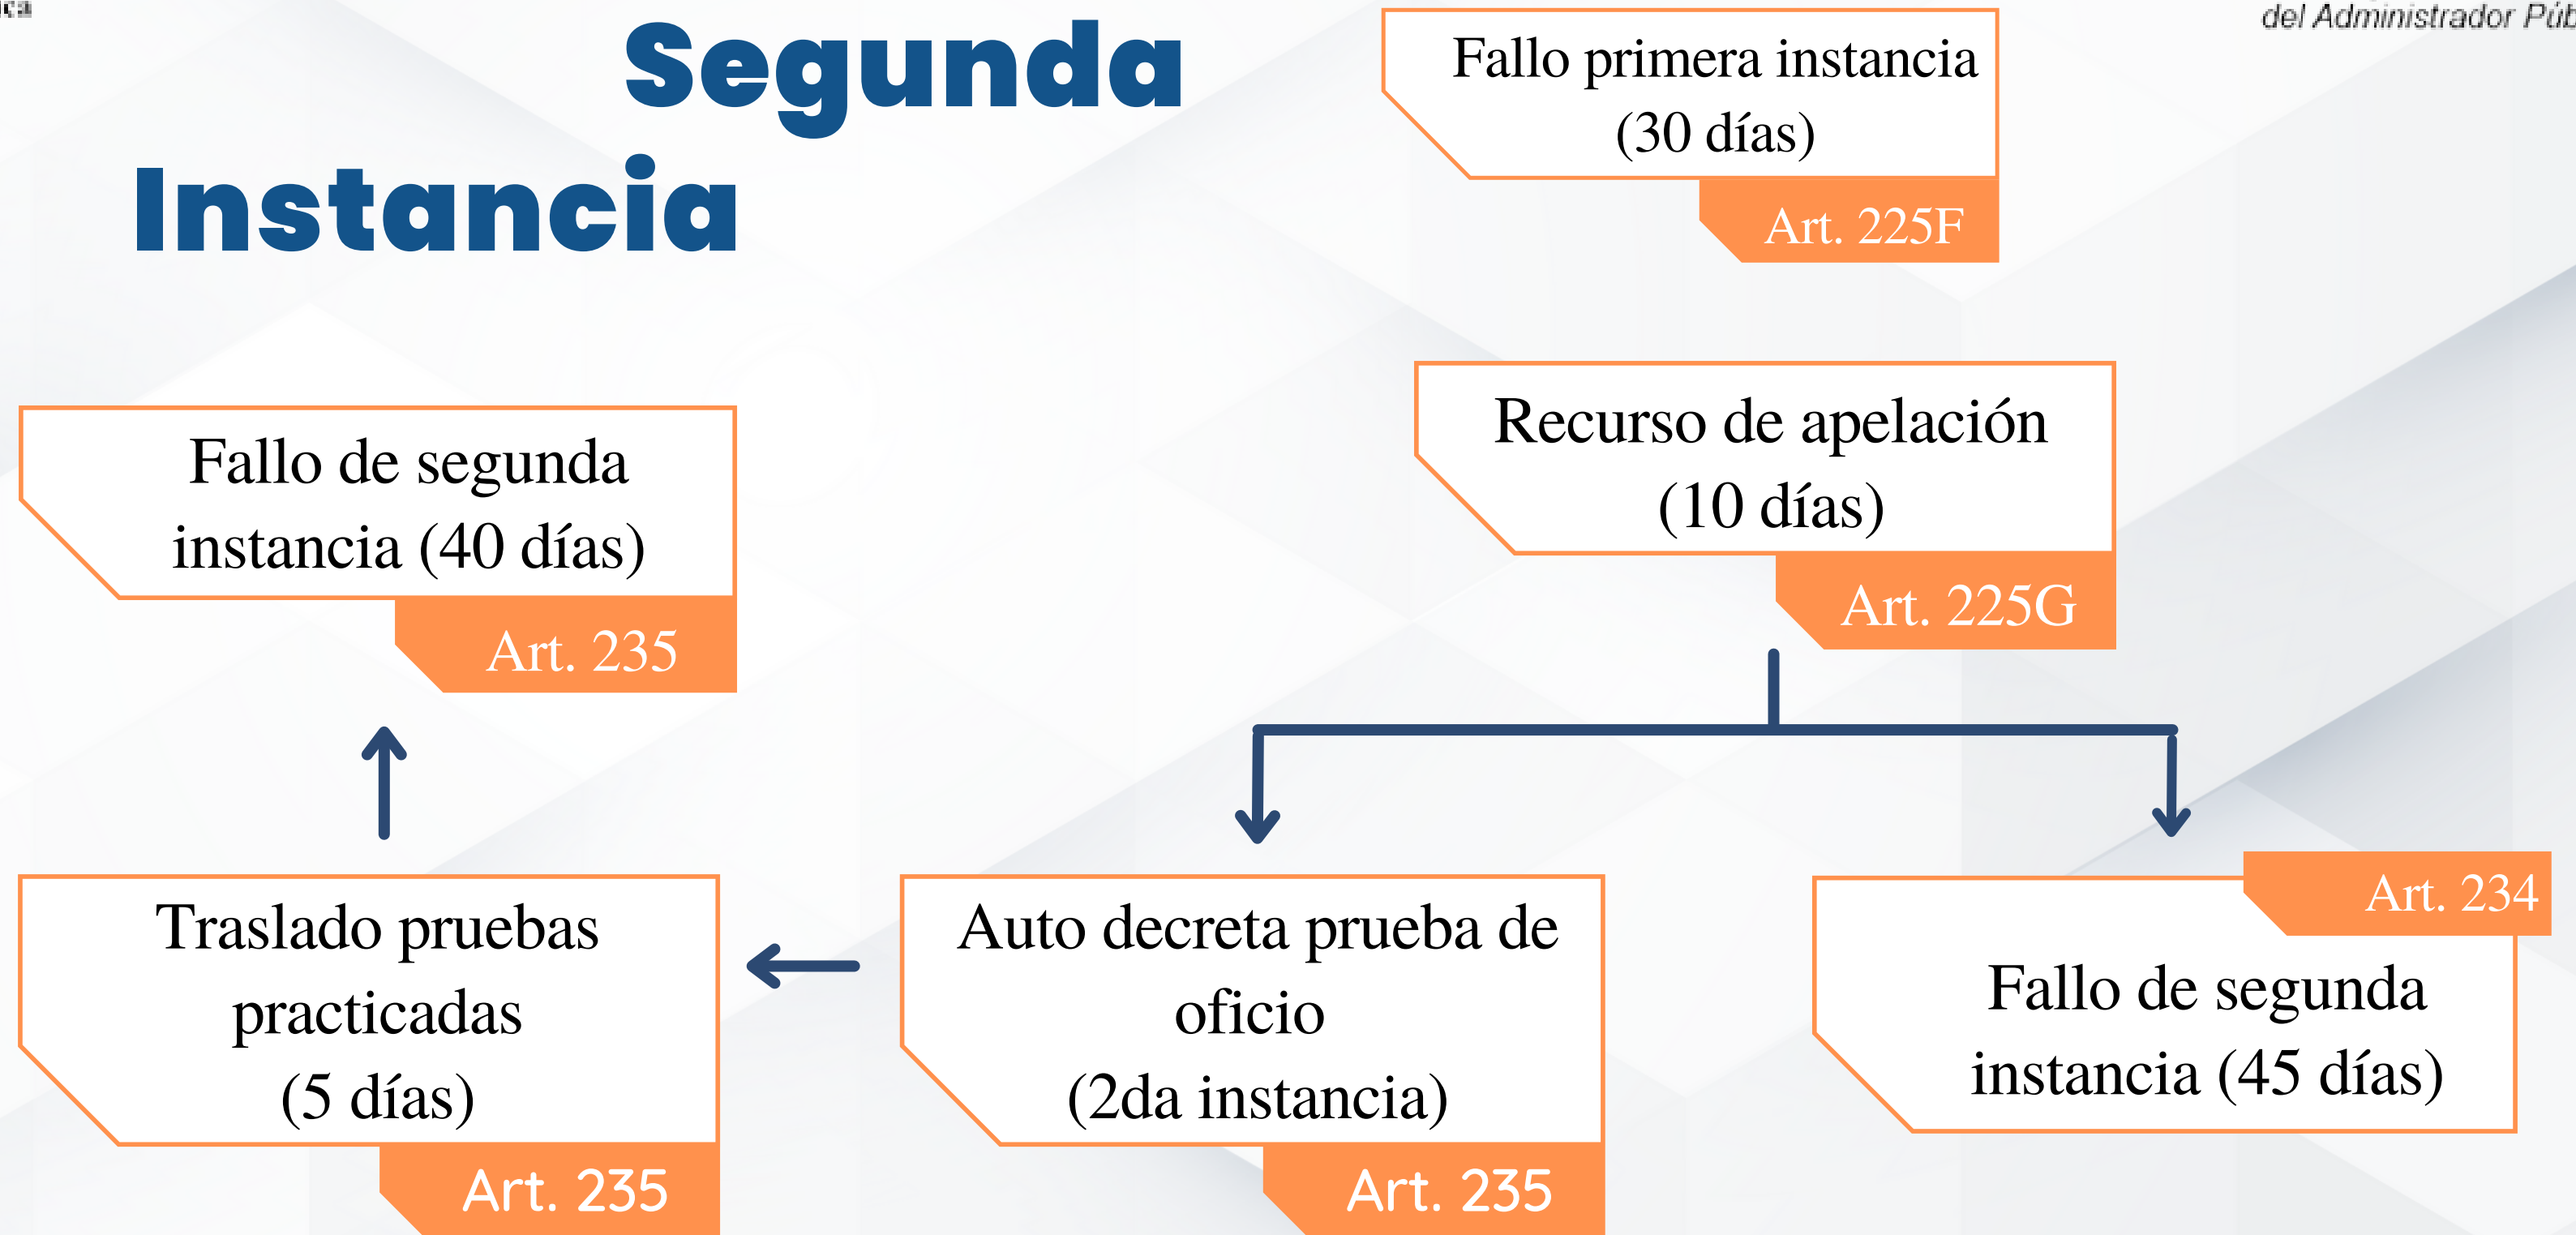 del Administrador
Segunda
Instancia
Fallo primera instancia
(30 días)
Art. 225F
Recurso de apelación
(10 días)
Art. 225G
Fallo de segunda
instancia (40 días)
Art. 235
Traslado pruebas
practicadas
(5 días)
Art. 235
Auto decreta prueba de
oficio
(2da instancia)
Art. 235
Art. 234
Fallo de segunda
instancia (45 días)